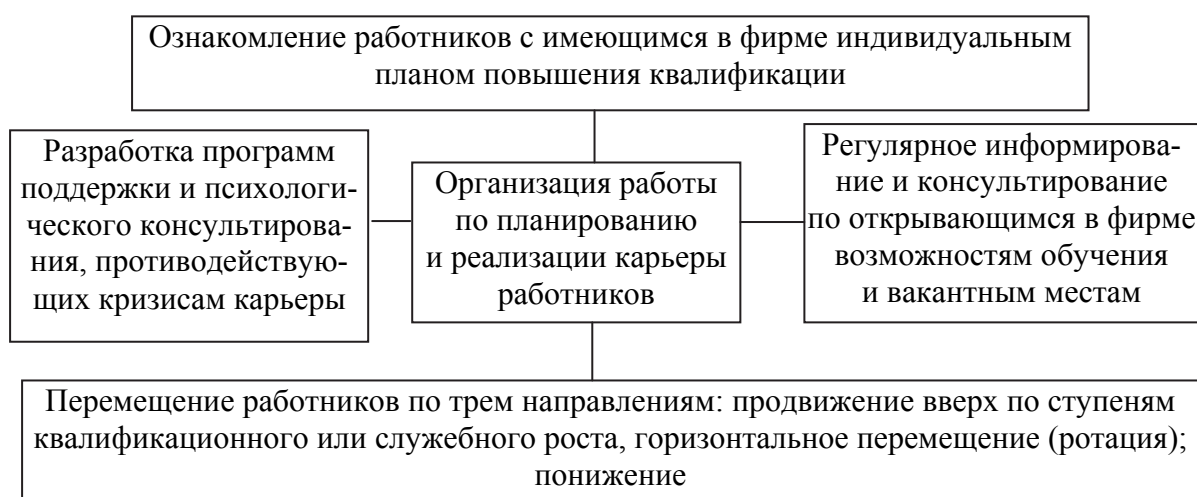 Ознакомление работников с имеющимся в фирме индивидуальным
планом повышения квалификации
Разработка программ
поддержки и психологи-
ческого консультирова-
ния, противодействую-
щих кризисам карьеры
Организация работы
по планированию
и реализации карьеры
работников
Регулярное информирова-
ние и консультирование
по открывающимся в фирме
возможностям обучения
и вакантным местам
Перемещение работников по трем направлениям: продвижение вверх по ступеням
квалификационного или служебного роста, горизонтальное перемещение (ротация);
понижение